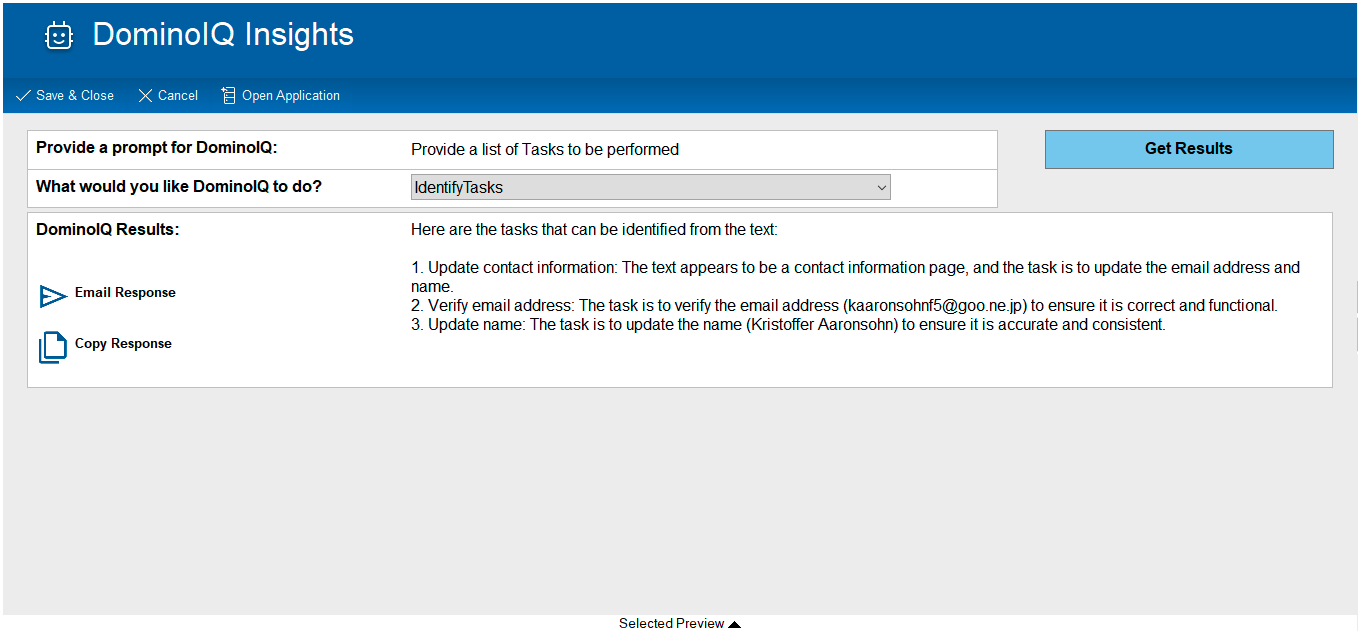 DominoIQ Insights
Save & Close Cancel Open Application
Provide a prompt for DominoIQ: Provide a list of Tasks to be performed
Get Results
What would you like DominoIQ to do? IdentifyTasks
DominoIQ Results: Here are the tasks that can be identified from the text:
1. Update contact information: The text appears to be a contact information page, and the task is to update the email address and
name.
Email Response
2. Verify email address: The task is to verify the email address (kaaronsohnf5@goo.ne.jp) to ensure it is correct and functional.
3. Update name: The task is to update the name (Kristoffer Aaronsohn) to ensure it is accurate and consistent.
Copy Response
Selected Preview